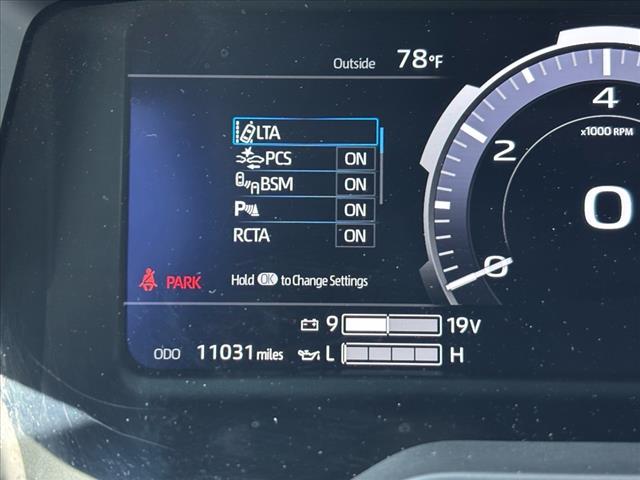 Outside 78°F
LTA
PCS ON
BSM ON
P ON
RCTA ON
Hold OK to Change Settings
PARK
4
x1000 RPM
2
0
0
9 19V
ODO 11031 miles L H